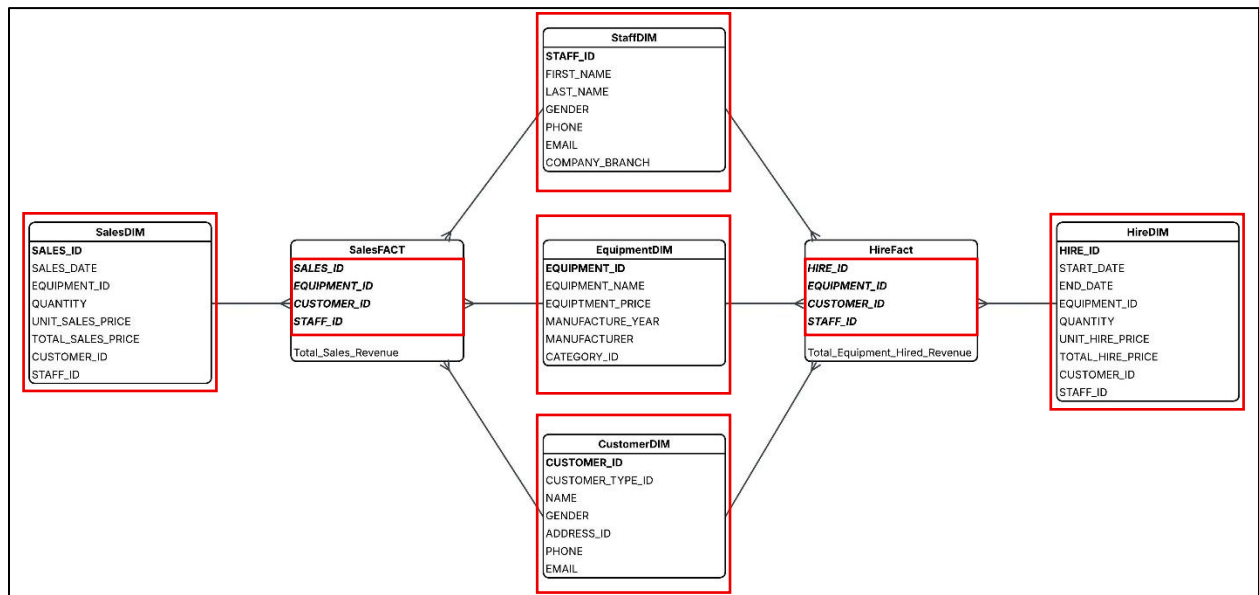 StaffDIM
STAFF_ID
FIRST_NAME
LAST_NAME
GENDER
PHONE
EMAIL
COMPANY_BRANCH
SalesDIM
SALES_ID
SALES_DATE
EQUIPMENT_ID
QUANTITY
UNIT_SALES_PRICE
TOTAL_SALES_PRICE
CUSTOMER_ID
STAFF_ID
SalesFACT
SALES_ID
EQUIPMENT_ID
CUSTOMER_ID
STAFF_ID
Total_Sales_Revenue
EquipmentDIM
EQUIPMENT_ID
EQUIPMENT_NAME
EQUIPTMENT_PRICE
MANUFACTURE_YEAR
MANUFACTURER
CATEGORY_ID
HireFact
HIRE_ID
EQUIPMENT_ID
CUSTOMER_ID
STAFF_ID
Total_Equipment_Hired_Revenue
HireDIM
HIRE_ID
START_DATE
END_DATE
EQUIPMENT_ID
QUANTITY
UNIT_HIRE_PRICE
TOTAL_HIRE_PRICE
CUSTOMER_ID
STAFF_ID
CustomerDIM
CUSTOMER_ID
CUSTOMER_TYPE_ID
NAME
GENDER
ADDRESS_ID
PHONE
EMAIL